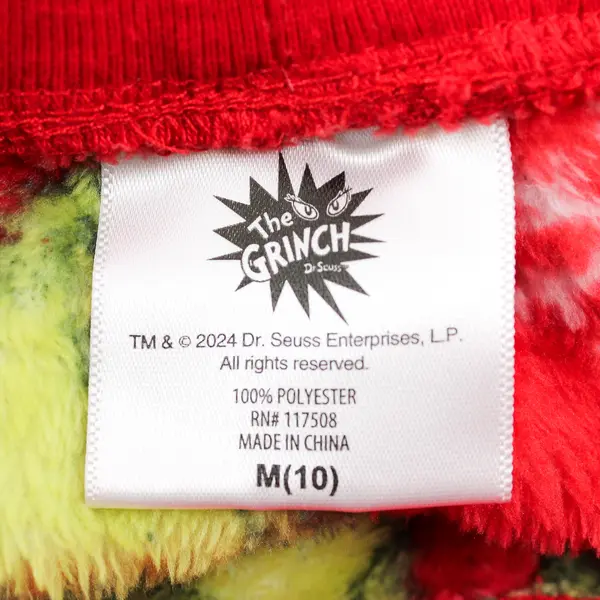 The
GRINCH
Dr. Seuss
TM & © 2024 Dr. Seuss Enterprises, L.P.
All rights reserved.
100% POLYESTER
RN# 117508
MADE IN CHINA
M(10)